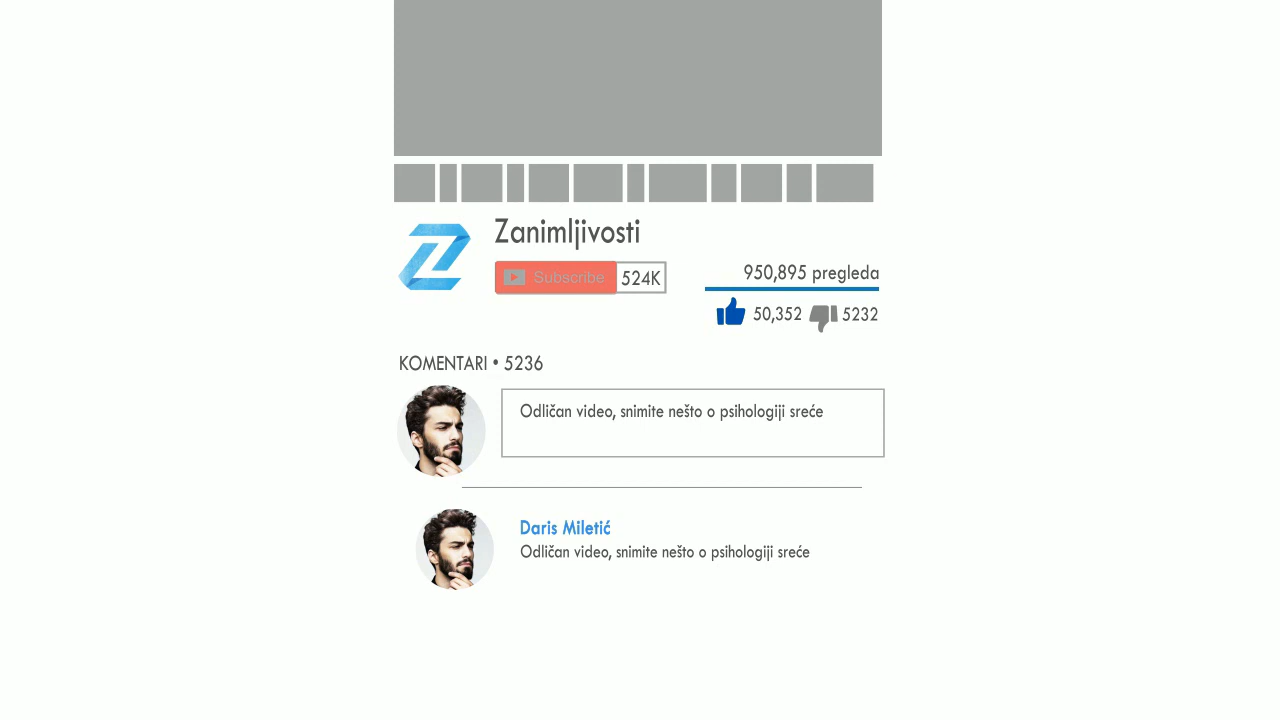 Zanimljivosti
Subscribe 524K
950,895 pregleda
50,352 5232
KOMENTARI • 5236
Odličan video, snimite nešto o psihologiji sreće
Daris Miletić
Odličan video, snimite nešto o psihologiji sreće